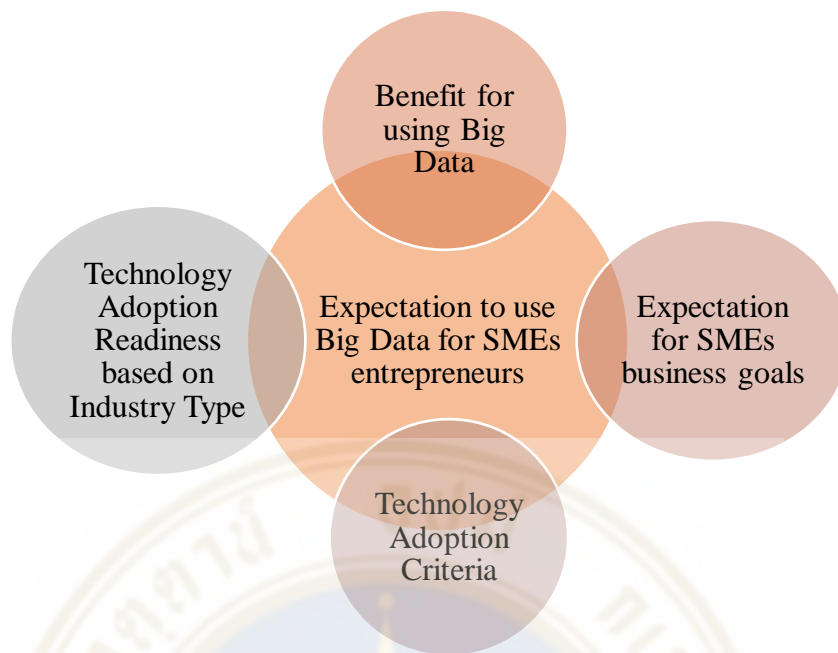 Benefit for
using Big
Data
Technology
Adoption
Readiness
based on
Industry Type
Expectation to use
Big Data for SMEs
entrepreneurs
Expectation
for SMEs
business goals
Technology
Adoption
Criteria